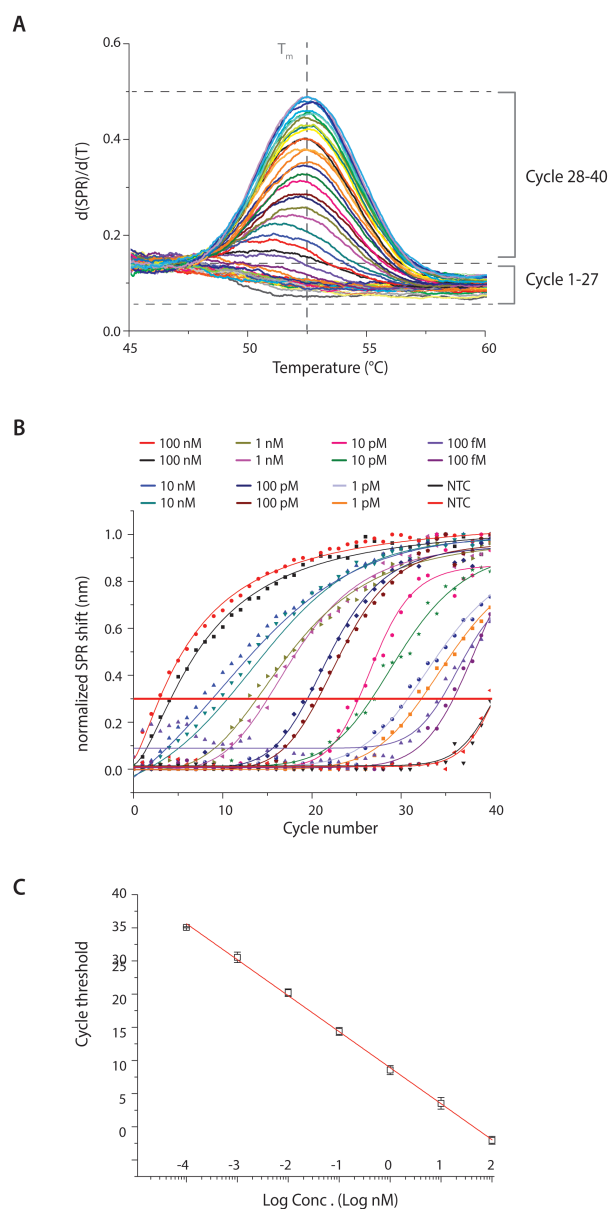 A
0.6
T_m
0.4
d(SPR)/d(T)
Cycle 28-40
0.2
Cycle 1-27
0.0
45 50 55 60
Temperature (°C)
B
100 nM 1 nM 10 pM 100 fM
100 nM 1 nM 10 pM 100 fM
10 nM 100 pM 1 pM NTC
10 nM 100 pM 1 pM NTC
1.0
0.8
0.6
normalized SPR shift (nm)
0.4
0.2
0.0
0 10 20 30 40
Cycle number
C
40
35
30
25
Cycle threshold
20
15
10
5
0
-4 -3 -2 -1 0 1 2
Log Conc . (Log nM)